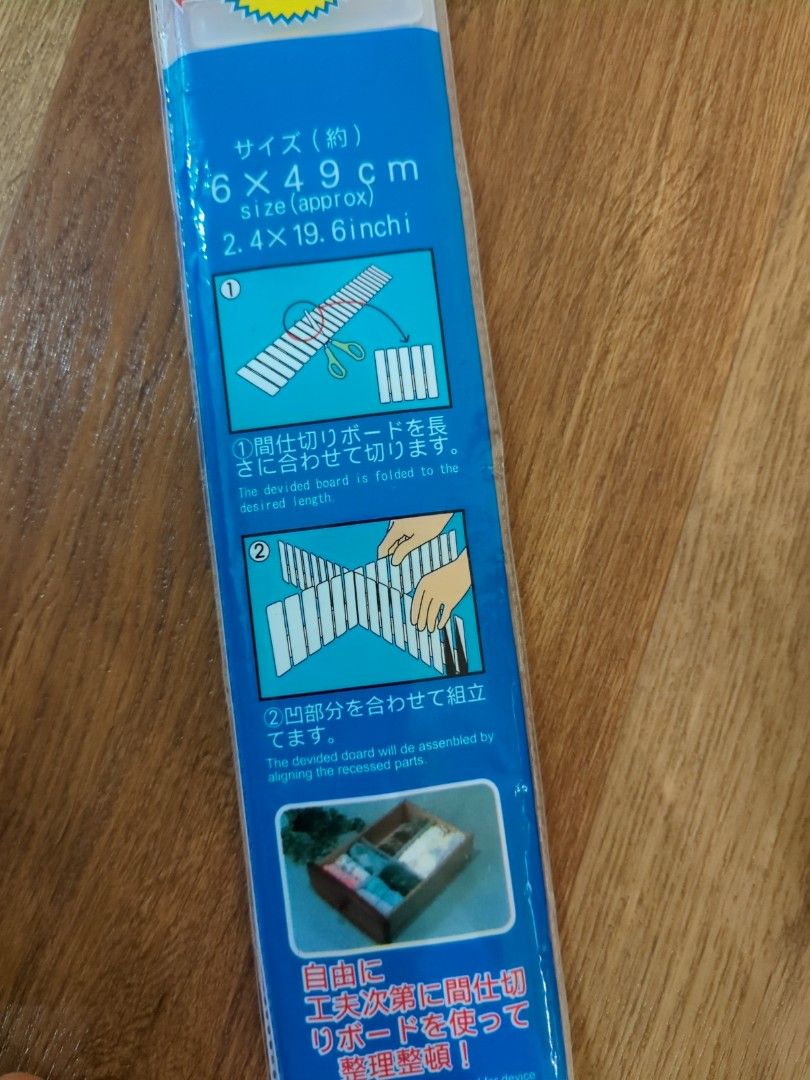 サイズ(約)
6×49cm
size(approx)
2.4×19.6inchi
①
①間仕切りボードを長
さに合わせて切ります。
The devided board is folded to the
desired length.
②
②凹部分を合わせて組立
てます。
The devided doard will de assenbled by
aligning the recessed parts.
自由に
工夫次第に間仕切
りボードを使って
整理整頓！
device